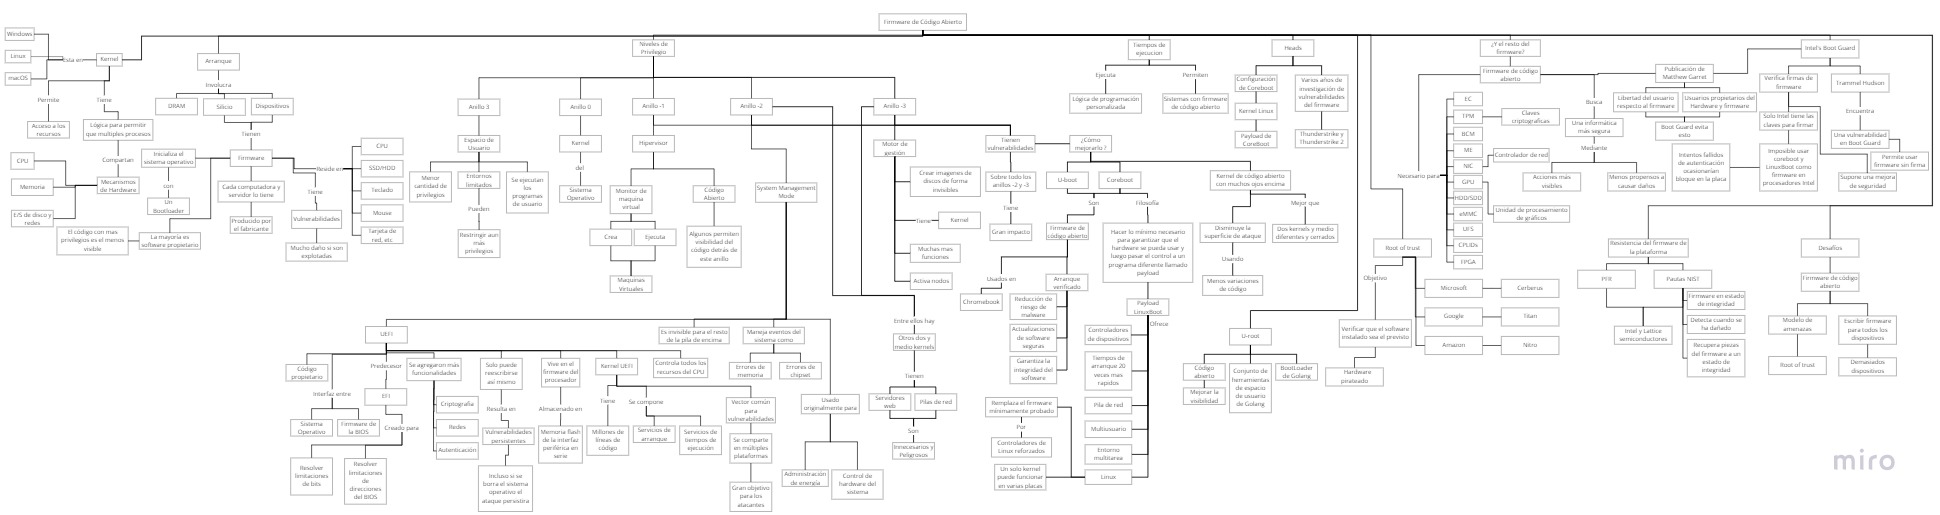 Firmware de Código Abierto
Windows
Linux
macOS
Esta en
Kernel
Permite
Tiene
Acceso a los
recursos
Lógica para permitir
que multiples procesos
Compartan
Mecanismos
de Hardware
CPU
Memoria
E/S de disco y
redes
Arranque
Involucra
DRAM
Silicio
Dispositivos
Tienen
Firmware
Inicializa el
sistema operativo
con
Un
Bootloader
La mayoría es
software propietario
El código con mas
privilegios es el menos
visible
Cada computadora y
servidor lo tiene
Producido por
el fabricante
Tiene
Vulnerabilidades
Mucho daño si son
explotadas
Reside en
CPU
SSD/HDD
Teclado
Mouse
Tarjeta de
red, etc
Niveles de
Privilegio
Anillo 3
Espacio de
Usuario
Menor
cantidad de
privilegios
Entornos
limitados
Pueden
Restringir aun
mas
privilegios
Se ejecutan
los
programas
de usuario
Anillo 0
Kernel
del
Sistema
Operativo
Anillo -1
Hipervisor
Monitor de
maquina
virtual
Crea
Ejecuta
Maquinas
Virtuales
Código
Abierto
Algunos permiten
visibilidad del
código detrás de
este anillo
Anillo -2
System Management
Mode
UEFI
Código
propietario
Interfaz entre
Sistema
Operativo
Firmware de
la BIOS
Predecesor
EFI
Creado para
Resolver
limitaciones
de bits
Resolver
limitaciones
de
direcciones
del BIOS
Se agregaron más
funcionalidades
Criptografía
Redes
Autenticación
Solo puede
reescribirse
así mismo
Resulta en
Vulnerabilidades
persistentes
Incluso si se
borra el sistema
operativo el
ataque persistira
Vive en el
firmware del
procesador
Almacenado en
Memoria flash
de la interfaz
periférica en
serie
Kernel UEFI
Tiene
Millones de
líneas de
código
Se compone
Servicios de
arranque
Servicios de
tiempos de
ejecución
Controla todos los
recursos del CPU
Vector común
para
vulnerabilidades
Se comparte
en múltiples
plataformas
Gran objetivo
para los
atacantes
Es invisible para el resto
de la pila de encima
Maneja eventos del
sistema como
Errores de
memoria
Errores de
chipset
Usado
originalmente para
Administración
de energía
Control de
hardware del
sistema
Anillo -3
Motor de
gestión
Crear imagenes de
discos de forma
invisibles
Tiene
Kernel
Muchas mas
funciones
Activa nodos
Entre ellos hay
Otros dos y
medio kernels
Tienen
Servidores
web
Pilas de red
Son
Innecesarios y
Peligrosos
Tienen
vulnerabilidades
Sobre todo los
anillos -2 y -3
Tiene
Gran impacto
¿Cómo
mejorarlo ?
U-boot
Coreboot
Son
Filosofía
Firmware de
código abierto
Usados en
Chromebook
Arranque
verificado
Reducción de
riesgo de
malware
Actualizaciones
de software
seguras
Garantiza la
integridad del
software
Hacer lo mínimo necesario
para garantizar que el
hardware se pueda usar y
luego pasar el control a un
programa diferente llamado
payload
Payload
LinuxBoot
Ofrece
Controladores
de dispositivos
Tiempos de
arranque 20
veces mas
rapidos
Pila de red
Multiusuario
Entorno
multitarea
Linux
Remplaza el firmware
mínimamente probado
Por
Controladores de
Linux reforzados
Un solo kernel
puede funcionar
en varias placas
Kernel de código abierto
con muchos ojos encima
Disminuye la
superficie de ataque
Usando
Menos variaciones
de código
Mejor que
Dos kernels y medio
diferentes y cerrados
Tiempos de
ejecucion
Ejecuta
Lógica de programación
personalizada
Permiten
Sistemas con firmware
de código abierto
Heads
Configuración
de Coreboot
Kernel Linux
Payload de
Coreboot
Varios años de
investigación de
vulnerabilidades
del firmware
Thunderstrike y
Thunderstrike 2
U-root
Código
abierto
Mejorar la
visibilidad
Conjunto de
herramientas
de espacio
de usuario
de Golang
BootLoader
de Golang
Root of trust
Objetivo
Verificar que el software
instalado sea el previsto
Hardware
pirateado
Microsoft
Cerberus
Google
Titan
Amazon
Nitro
¿Y el resto del
firmware?
Firmware de código
abierto
Necesario para
EC
TPM
BCM
ME
NIC
GPU
HDD/SDD
eMMC
UFS
CPLIDs
FPGA
Claves
criptograficas
Controlador de red
Unidad de procesamiento
de gráficos
Busca
Una informática
más segura
Mediante
Acciones más
visibles
Menos propensos a
causar daños
Publicación de
Matthew Garret
Libertad del usuario
respecto al firmware
Usuarios propietarios del
Hardware y firmware
Boot Guard evita
esto
Intel's Boot Guard
Verifica firmas de
firmware
Solo Intel tiene las
claves para firmar
Imposible usar
coreboot y
LinuxBoot como
firmware en
procesadores Intel
Intentos fallidos
de autenticación
ocasionarían
bloque en la placa
Supone una mejora
de seguridad
Trammel Hudson
Encuentra
Una vulnerabilidad
en Boot Guard
Permite usar
firmware sin firma
Resistencia del firmware de
la plataforma
PFR
Pautas NIST
Intel y Lattice
semiconductores
Firmware en estado
de integridad
Detecta cuando se
ha dañado
Recupera piezas
del firmware a un
estado de
integridad
Desafíos
Firmware de código
abierto
Modelo de
amenazas
Root of trust
Escribir firmware
para todos los
dispositivos
Demasiados
dispositivos
miro